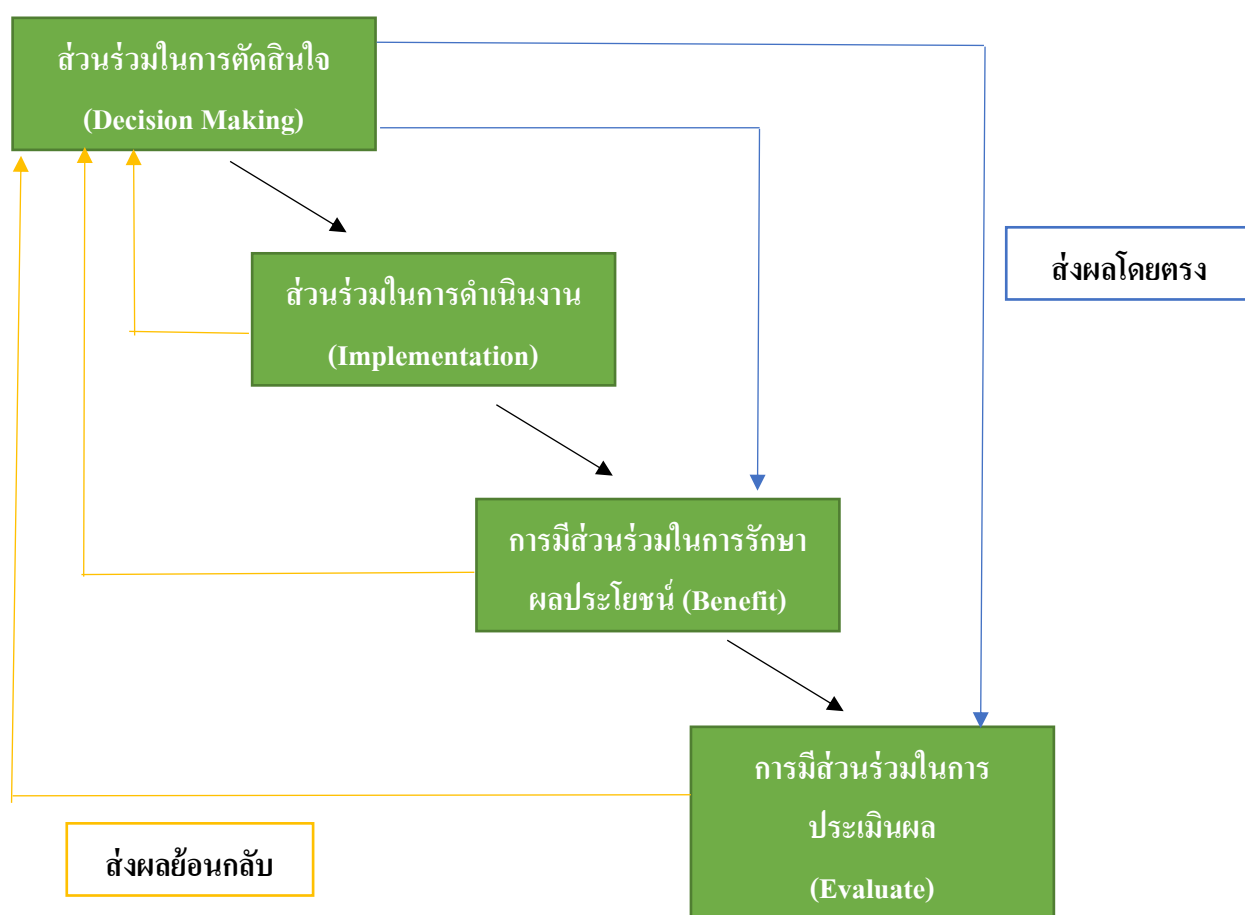 ส่วนร่วมในการตัดสินใจ
(Decision Making)
ส่งผลโดยตรง
ส่วนร่วมในการดำเนินงาน
(Implementation)
การมีส่วนร่วมในการรักษา
ผลประโยชน์ (Benefit)
การมีส่วนร่วมในการ
ประเมินผล
(Evaluate)
ส่งผลย้อนกลับ